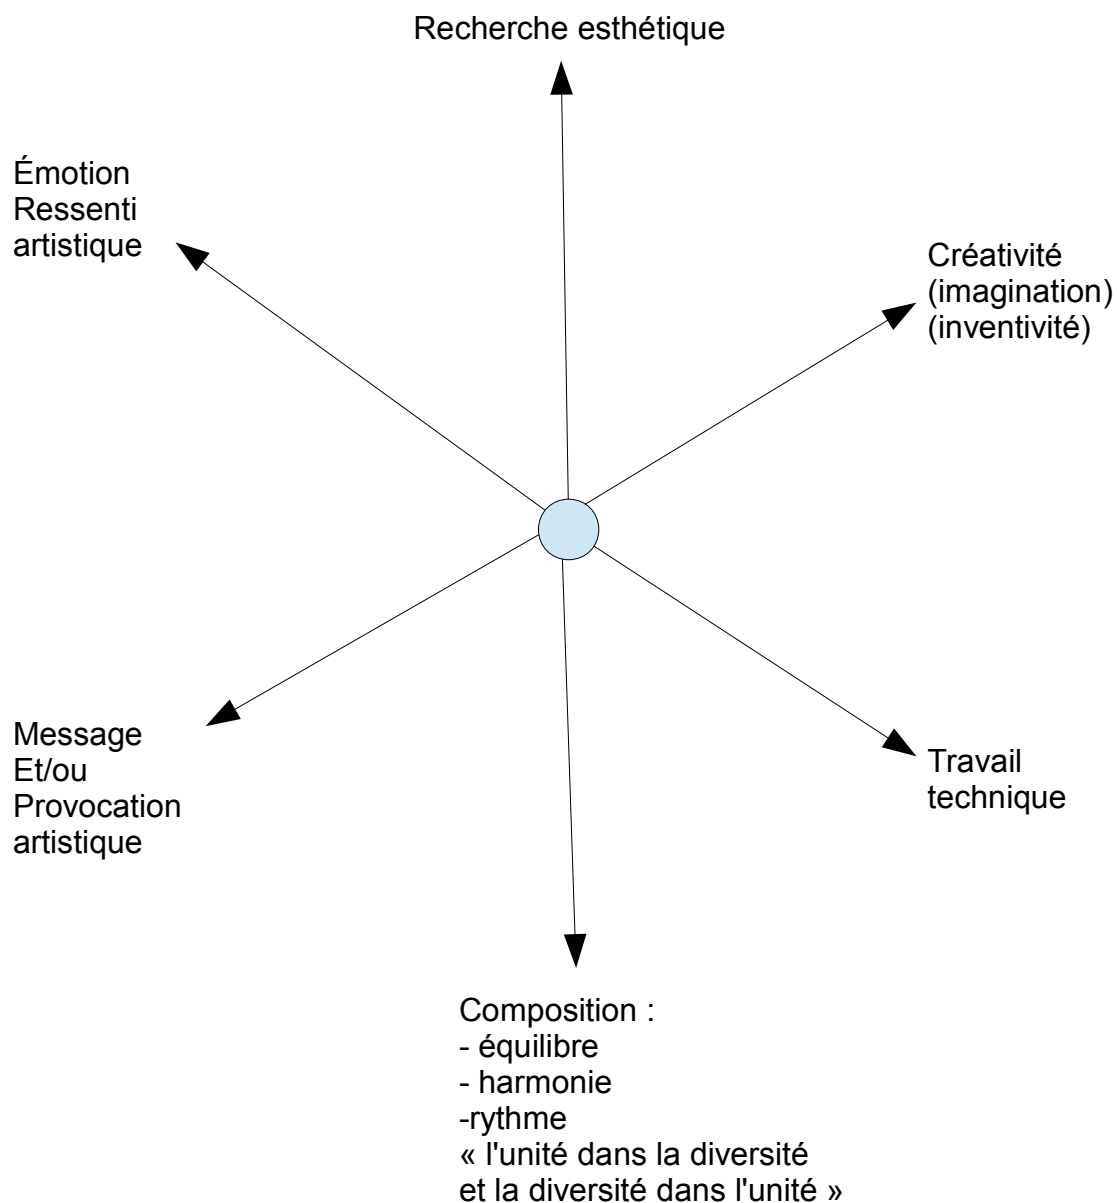 Recherche esthétique
Émotion
Ressenti
artistique
Créativité
(imagination)
(inventivité)
Message
Et/ou
Provocation
artistique
Travail
technique
Composition :
- équilibre
- harmonie
-rythme
« l'unité dans la diversité
et la diversité dans l'unité »